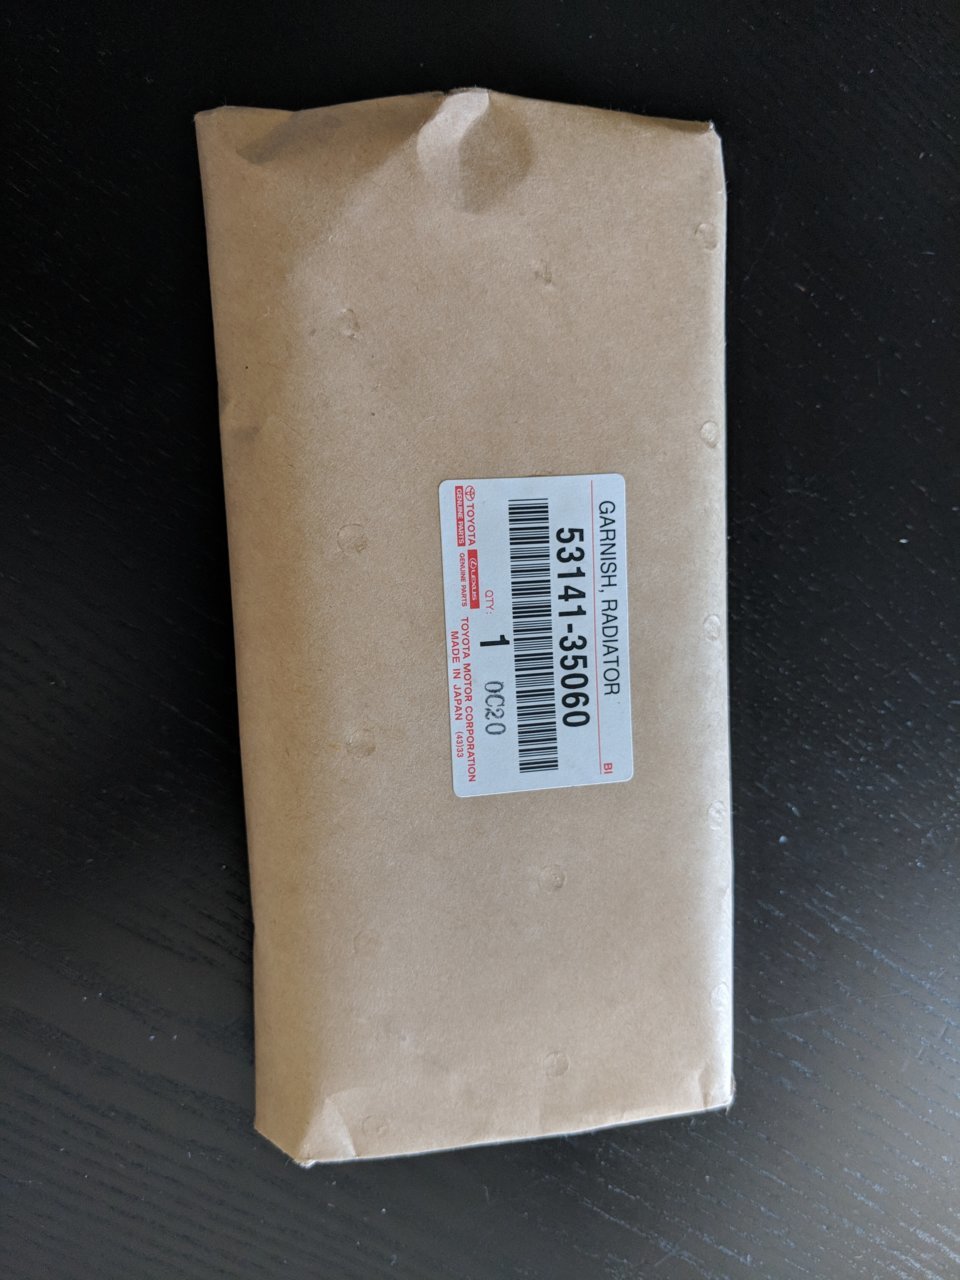 GARNISH, RADIATOR
BI
53141-35060
QTY: 1 0C20
TOYOTA LEXUS TOYOTA MOTOR CORPORATION
GENUINE PARTS GENUINE PARTS MADE IN JAPAN (43)33